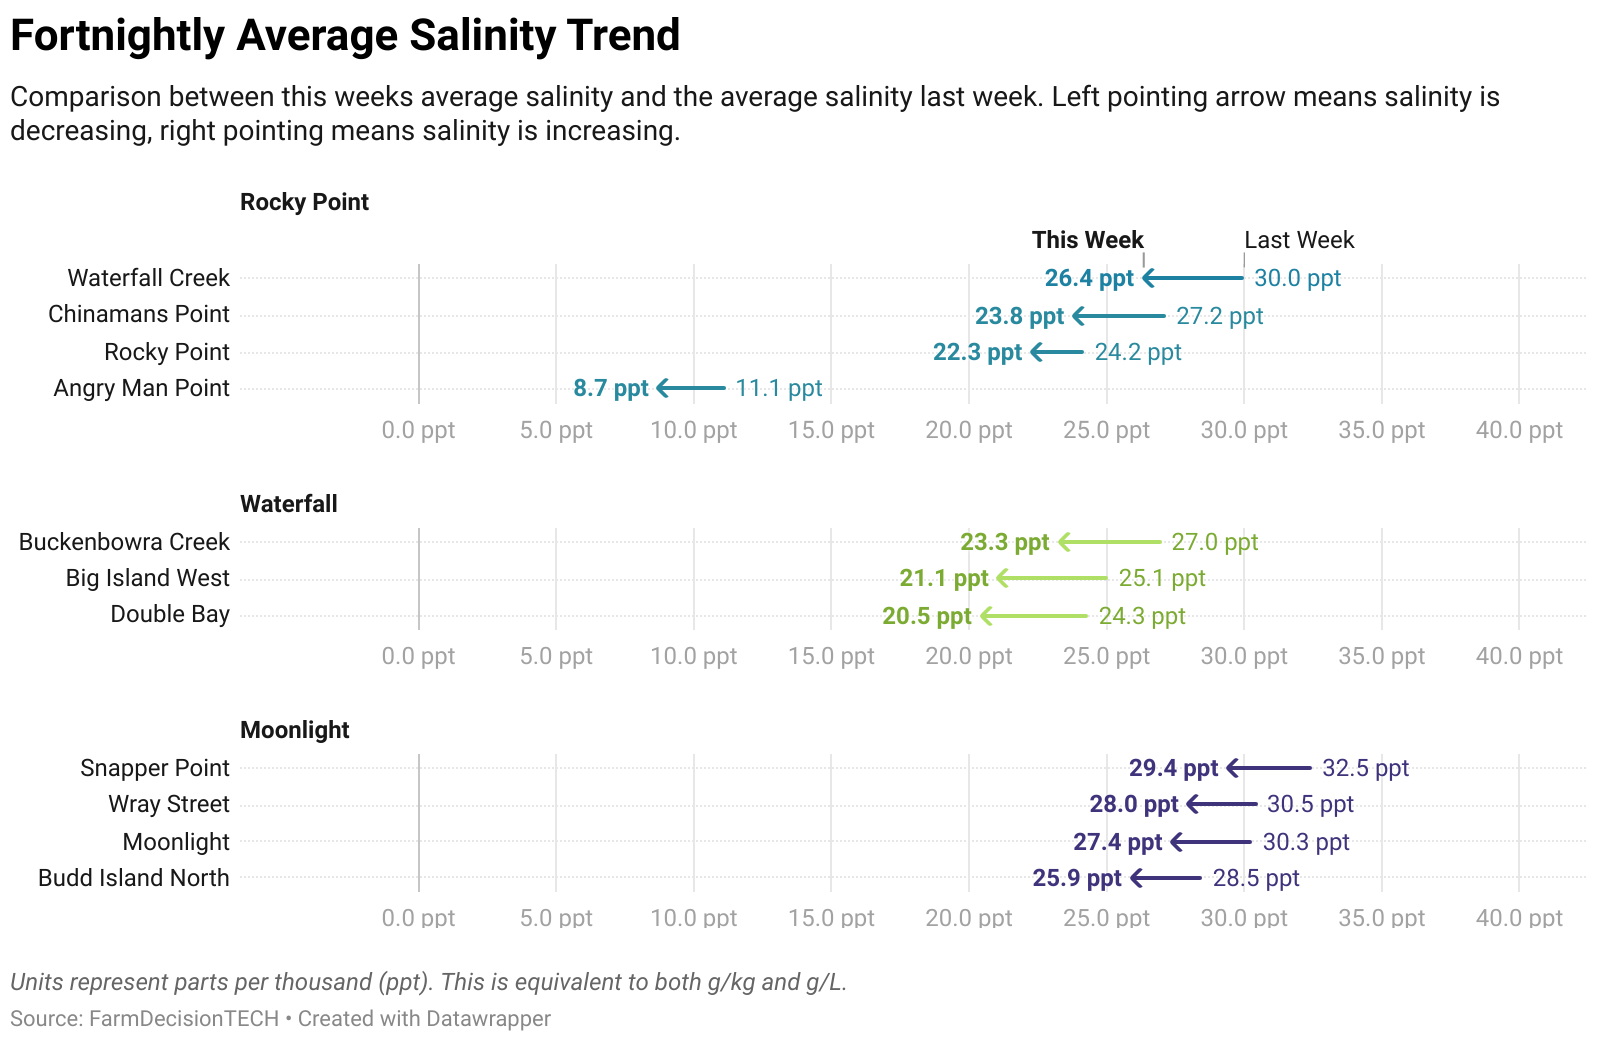 Fortnightly Average Salinity Trend
Comparison between this weeks average salinity and the average salinity last week. Left pointing arrow means salinity is
decreasing, right pointing means salinity is increasing.
Rocky Point
This Week Last Week
Waterfall Creek 26.4 ppt 30.0 ppt
Chinamans Point 23.8 ppt 27.2 ppt
Rocky Point 22.3 ppt 24.2 ppt
Angry Man Point 8.7 ppt 11.1 ppt
0.0 ppt 5.0 ppt 10.0 ppt 15.0 ppt 20.0 ppt 25.0 ppt 30.0 ppt 35.0 ppt 40.0 ppt
Waterfall
Buckenbowra Creek 23.3 ppt 27.0 ppt
Big Island West 21.1 ppt 25.1 ppt
Double Bay 20.5 ppt 24.3 ppt
0.0 ppt 5.0 ppt 10.0 ppt 15.0 ppt 20.0 ppt 25.0 ppt 30.0 ppt 35.0 ppt 40.0 ppt
Moonlight
Snapper Point 29.4 ppt 32.5 ppt
Wray Street 28.0 ppt 30.5 ppt
Moonlight 27.4 ppt 30.3 ppt
Budd Island North 25.9 ppt 28.5 ppt
0.0 ppt 5.0 ppt 10.0 ppt 15.0 ppt 20.0 ppt 25.0 ppt 30.0 ppt 35.0 ppt 40.0 ppt
Units represent parts per thousand (ppt). This is equivalent to both g/kg and g/L.
Source: FarmDecisionTECH • Created with Datawrapper